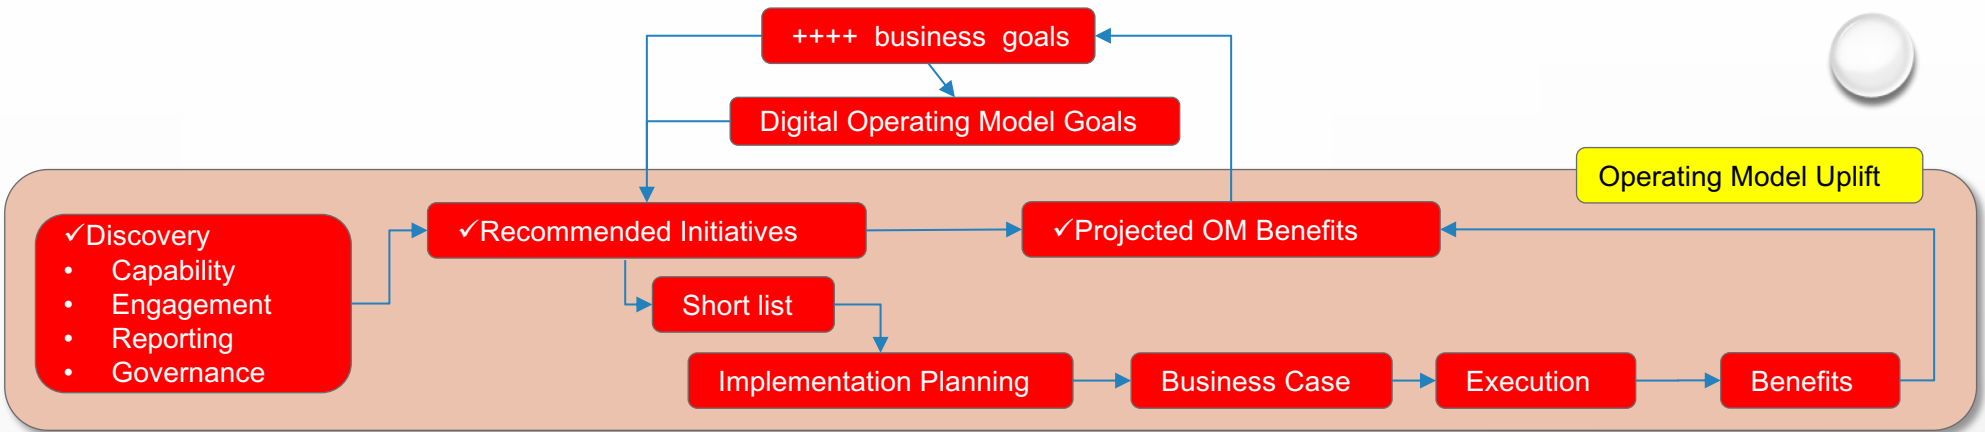 ++++ business goals
Digital Operating Model Goals
Operating Model Uplift
✓Discovery
• Capability
• Engagement
• Reporting
• Governance
✓Recommended Initiatives
✓Projected OM Benefits
Short list
Implementation Planning
Business Case
Execution
Benefits